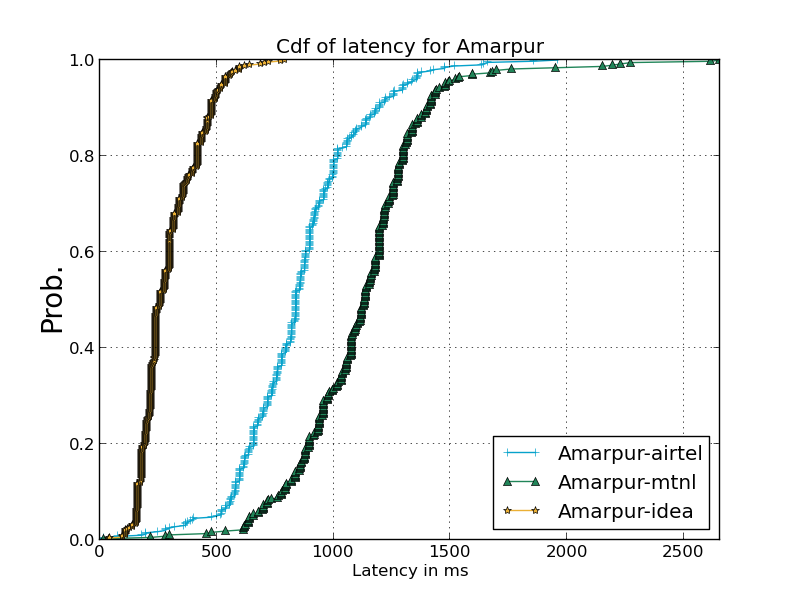 Cdf of latency for Amarpur
1.0
0.8
0.6
0.4
0.2
0.0
Prob.
0
500
1000
1500
2000
2500
Latency in ms
Amarpur-airtel
Amarpur-mtnl
Amarpur-idea